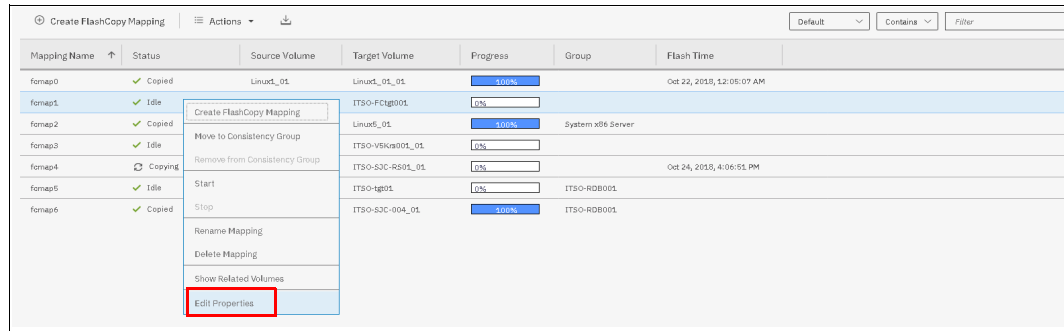 Create FlashCopy Mapping Actions Default Contains Filter
Mapping Name Status Source Volume Target Volume Progress Group Flash Time
fcmap0 Copied Linux1_01 Linux1_01_01 100% Oct 22, 2018, 12:05:07 AM
fcmap1 Idle ITSO-FCtgt001 0%
Create FlashCopy Mapping
fcmap2 Copied Linux5_01 100% System x86 Server
Move to Consistency Group
fcmap3 Idle ITSO-V5Krs001_01 0%
Remove from Consistency Group
fcmap4 Copying ITSO-SJC-RS01_01 0% Oct 24, 2018, 4:06:51 PM
Start
fcmap5 Idle ITSO-tgt01 0% ITSO-RDB001
Stop
fcmap6 Copied ITSO-SJC-004_01 100% ITSO-RDB001
Rename Mapping
Delete Mapping
Show Related Volumes
Edit Properties